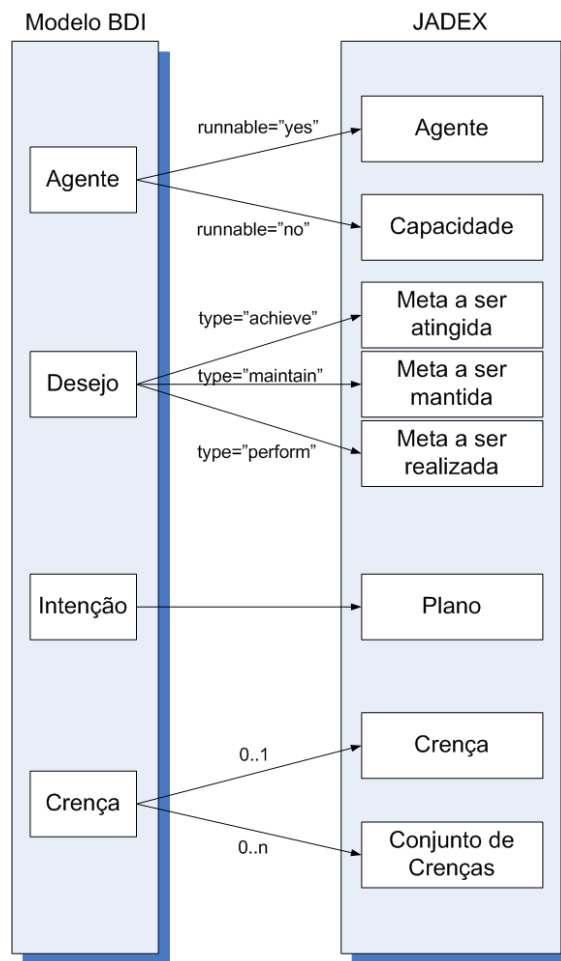 Modelo BDI
JADEX
runnable="yes"
Agente
Agente
runnable="no"
Capacidade
type="achieve"
Meta a ser
atingida
Desejo
type="maintain"
Meta a ser
mantida
type="perform"
Meta a ser
realizada
Intenção
Plano
0..1
Crença
Crença
0..n
Conjunto de
Crenças